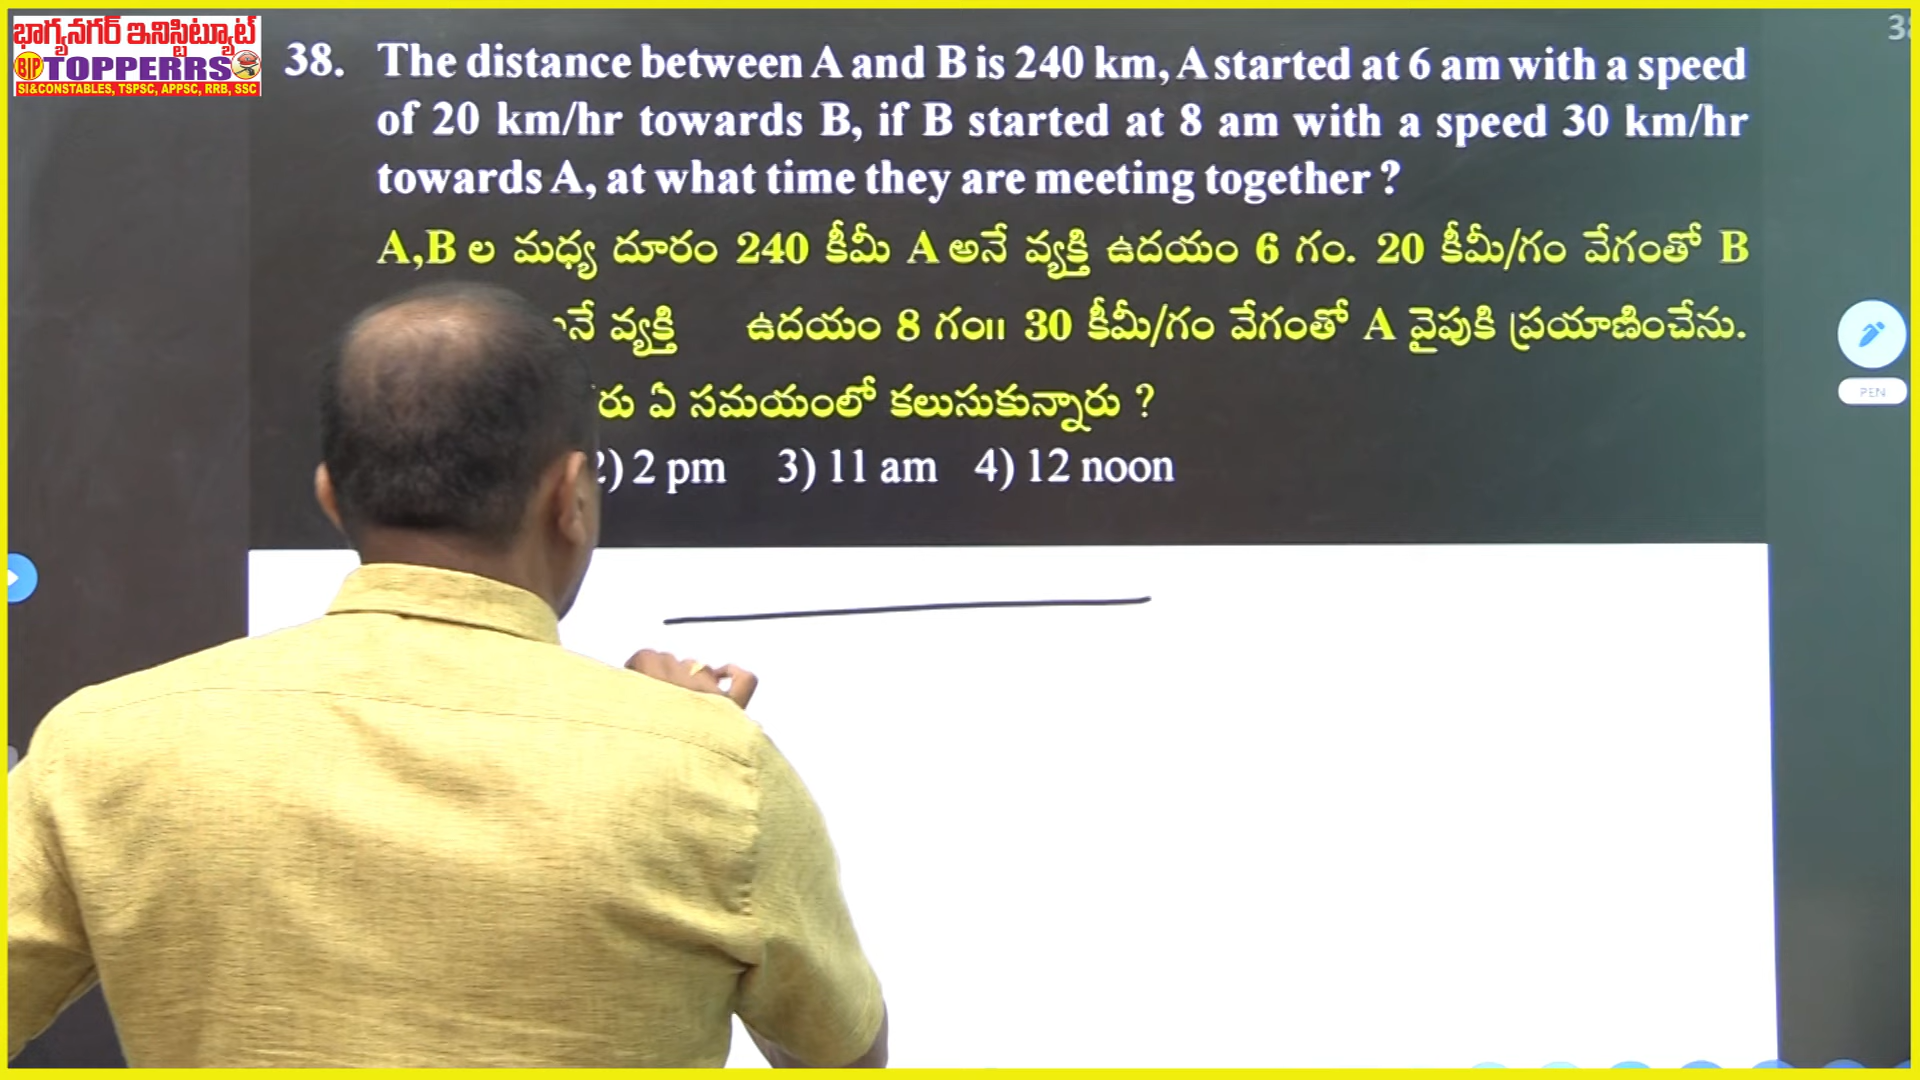 భాగ్యనగర్ ఇనిస్టిట్యూట్
BIP TOPPERRS
SI&CONSTABLES, TSPSC, APPSC, RRB, SSC
38. The distance between A and B is 240 km, A started at 6 am with a speed
of 20 km/hr towards B, if B started at 8 am with a speed 30 km/hr
towards A, at what time they are meeting together ?
A,B ల మధ్య దూరం 240 కీమీ A అనే వ్యక్తి ఉదయం 6 గం. 20 కీమీ/గం వేగంతో B
వ్యక్తి ఉదయం 8 గం॥ 30 కీమీ/గం వేగంతో A వైపుకి ప్రయాణించేను.
ఏ సమయంలో కలుసుకున్నారు ?
2) 2 pm 3) 11 am 4) 12 noon
PEN